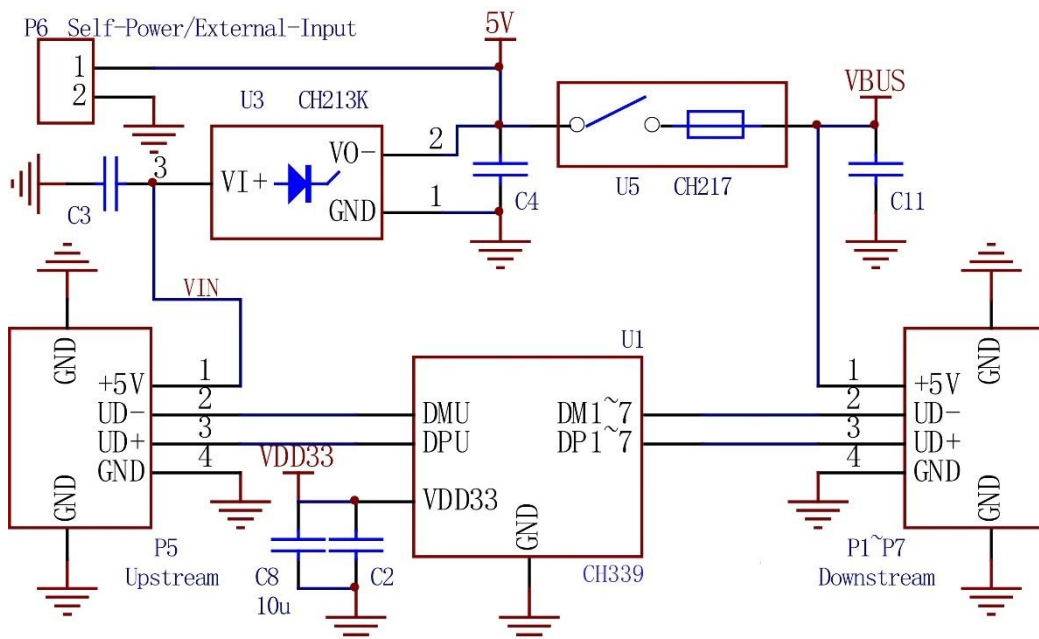 P6 Self-Power/External-Input
5V
1
2
U3 CH213K
VBUS
3
VI+
VO-
2
GND
1
C3
C4
U5 CH217
C11
VIN
U1
GND
+5V
1
UD-
2
UD+
3
GND
4
GND
P5
Upstream
DMU
DPU
VDD33
GND
DM1~7
DP1~7
CH339
VDD33
C8
10u
C2
GND
1
+5V
2
UD-
3
UD+
4
GND
GND
P1~P7
Downstream